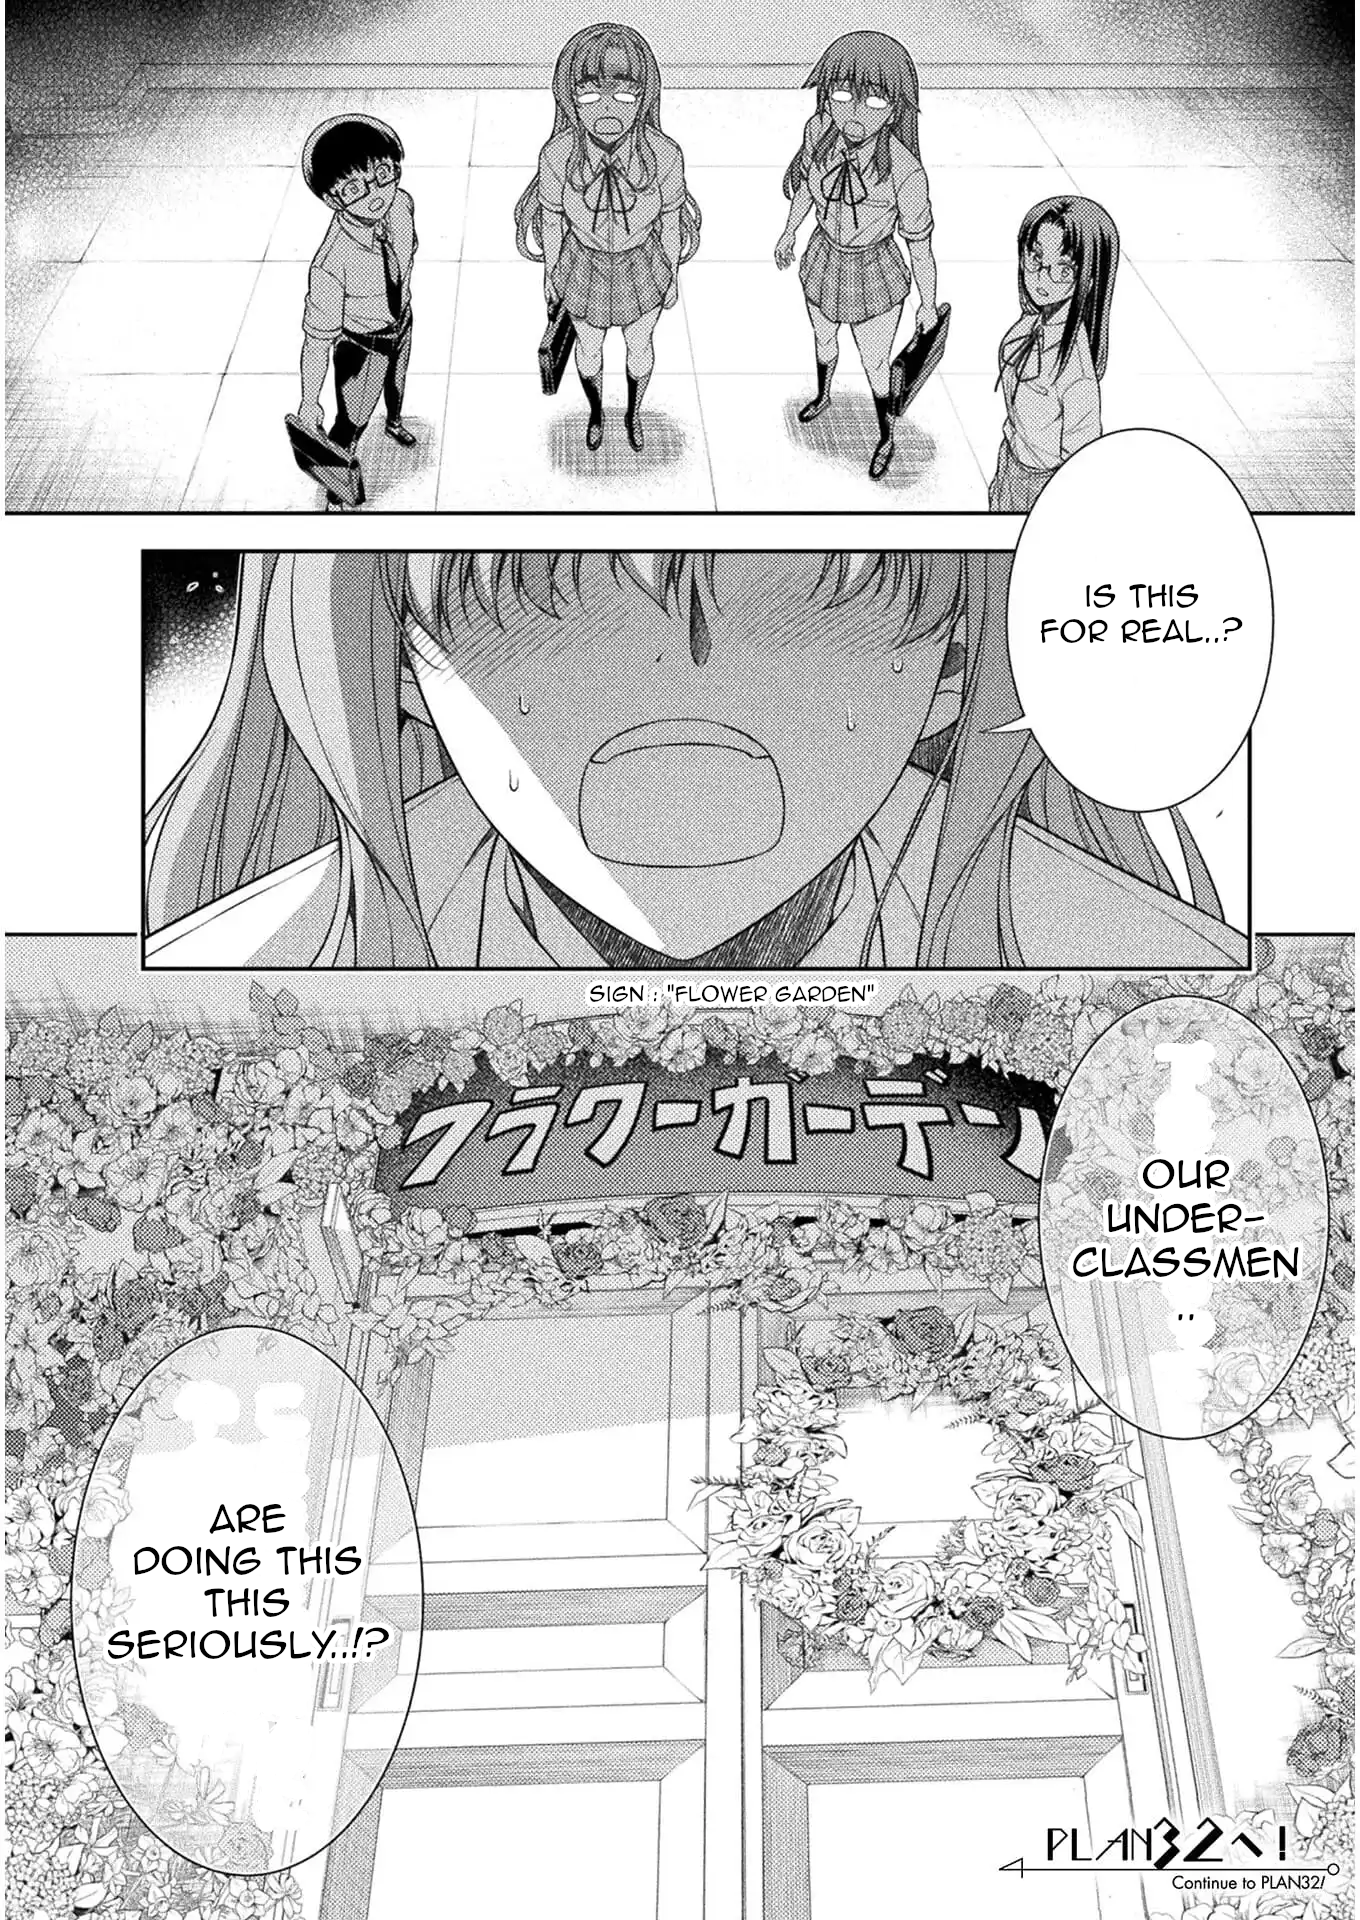 IS THIS
FOR REAL..?
SIGN : "FLOWER GARDEN"
フラワーガーデン
OUR
UNDER-
CLASSMEN
..
ARE
DOING THIS
THIS
SERIOUSLY..!?
PLAN32へ!
Continue to PLAN32!